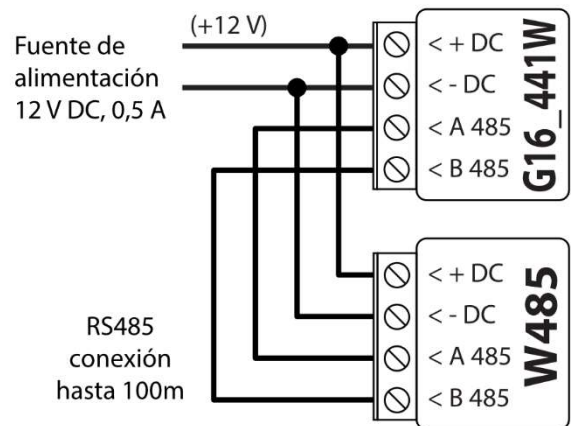 Fuente de
alimentación
12 V DC, 0,5 A
(+12 V)
< + DC
< - DC
< A 485
< B 485
G16_441W
< + DC
< - DC
< A 485
< B 485
W485
RS485
conexión
hasta 100m